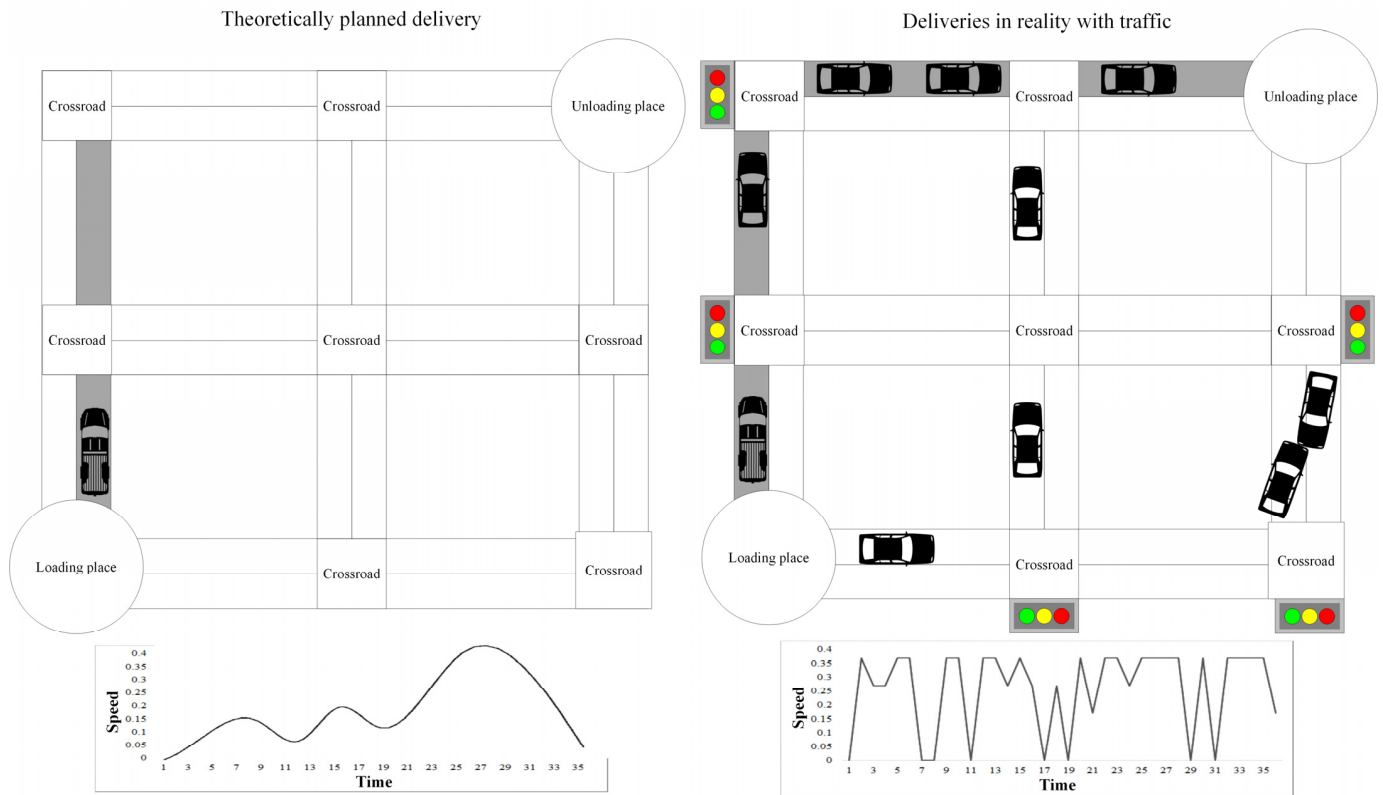 Theoretically planned delivery
Crossroad
Crossroad
Unloading place
Crossroad
Crossroad
Crossroad
Loading place
Crossroad
Crossroad
Speed
0.4
0.35
0.3
0.25
0.2
0.15
0.1
0.05
0
1 3 5 7 9 11 13 15 17 19 21 23 25 27 29 31 33 35
Time
Deliveries in reality with traffic
Crossroad
Crossroad
Unloading place
Crossroad
Crossroad
Crossroad
Loading place
Crossroad
Crossroad
Speed
0.4
0.35
0.3
0.25
0.2
0.15
0.1
0.05
0
1 3 5 7 9 11 13 15 17 19 21 23 25 27 29 31 33 35
Time